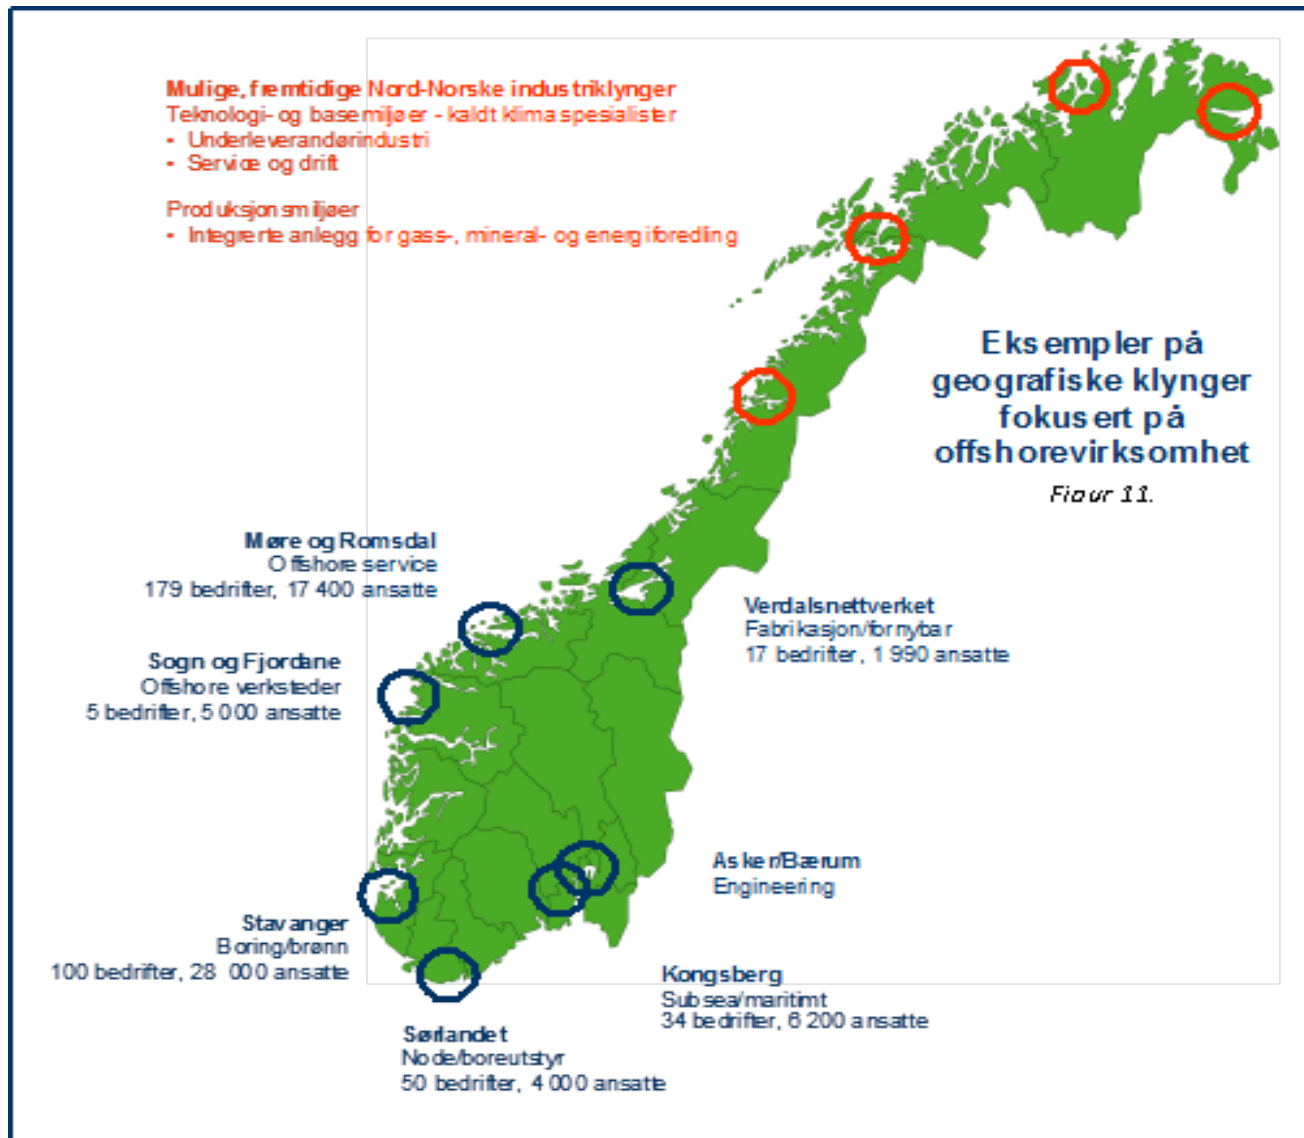 Mulige, fremtidige Nord-Norske industriklynger
Teknologi- og basemiljøer - kaldt klima spesialister
• Underleverandørindustri
• Service og drift
Produksjonsmiljøer
• Integrerte anlegg for gass-, mineral- og energiforedling
Eksempler på
geografiske klynger
fokusert på
offshorevirksomhet
Figur 11.
Møre og Romsdal
Offshore service
179 bedrifter, 17 400 ansatte
Verdalsnettverket
Fabrikasjon/fornybar
17 bedrifter, 1 990 ansatte
Sogn og Fjordane
Offshore verksteder
5 bedrifter, 5 000 ansatte
Asker/Bærum
Engineering
Stavanger
Boring/brønn
100 bedrifter, 28 000 ansatte
Kongsberg
Subsea/maritimt
34 bedrifter, 6 200 ansatte
Sørlandet
Node/boreutstyr
50 bedrifter, 4 000 ansatte